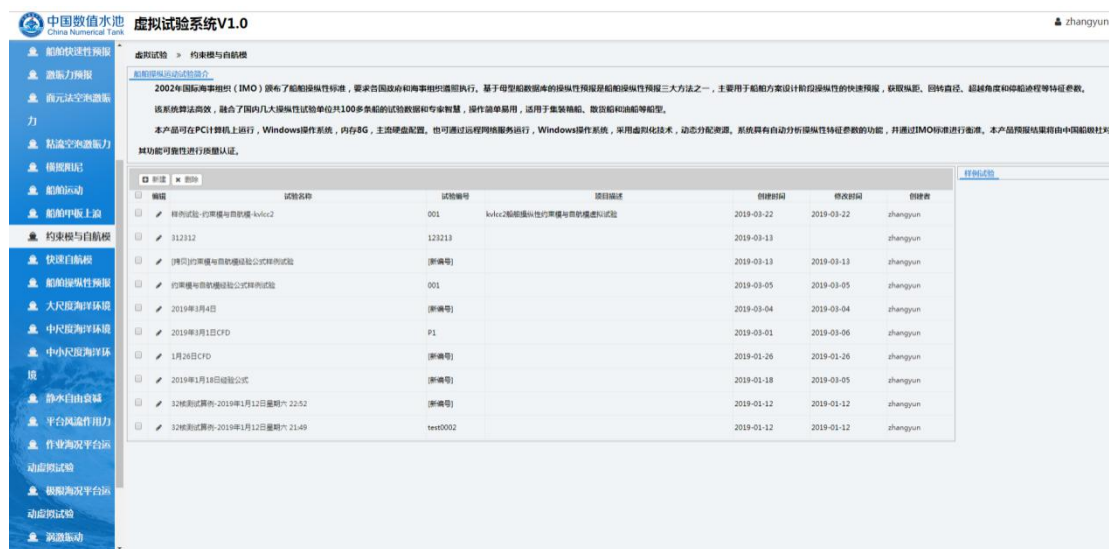 中国数值水池
China Numerical Tank
虚拟试验系统V1.0
zhangyun
船舶快速性预报
激振力预报
面元法空泡激振
力
粘流空泡激振力
横摇阻尼
船舶运动
船舶甲板上浪
约束模与自航模
快速自航模
船舶操纵性预报
大尺度海洋环境
中尺度海洋环境
中小尺度海洋环
境
静水自由衰减
平台风流作用力
作业海况平台运
动虚拟试验
极限海况平台运
动虚拟试验
涡激振动
虚拟试验 > 约束模与自航模
船舶操纵运动试验简介
2002年国际海事组织（IMO）颁布了船舶操纵性标准，要求各国政府和海事组织遵照执行。基于母型船数据库的操纵性预报是船舶操纵性预报三大方法之一，主要用于船舶方案设计阶段操纵性的快速预报，获取纵距、回转直径、超越角度和停船迹程等特征参数。
该系统算法高效，融合了国内几大操纵性试验单位共100多条船的试验数据和专家智慧，操作简单易用，适用于集装箱船、散货船和油船等船型。
本产品可在PC计算机上运行，Windows操作系统，内存8G，主流硬盘配置。也可通过远程网络服务运行，Windows操作系统，采用虚拟化技术，动态分配资源。系统具有自动分析操纵性特征参数的功能，并通过IMO标准进行衡准。本产品预报结果将由中国船级社对
其功能可靠性进行质量认证。
新建 删除
样例试验
编辑 试验名称 试验编号 项目描述 创建时间 修改时间 创建者
样例试验-约束模与自航模-kvlcc2 001 kvlcc2船舶操纵性约束模与自航模虚拟试验 2019-03-22 2019-03-22 zhangyun
312312 123213 2019-03-13 zhangyun
[拷贝]约束模与自航模经验公式样例试验 [新编号] 2019-03-13 2019-03-13 zhangyun
约束模与自航模经验公式样例试验 001 2019-03-05 2019-03-05 zhangyun
2019年3月4日 [新编号] 2019-03-04 2019-03-04 zhangyun
2019年3月1日CFD P1 2019-03-01 2019-03-06 zhangyun
1月26日CFD [新编号] 2019-01-26 2019-01-26 zhangyun
2019年1月18日经验公式 [新编号] 2019-01-18 2019-03-05 zhangyun
32核测试算例-2019年1月12日星期六 22:52 [新编号] 2019-01-12 2019-01-12 zhangyun
32核测试算例-2019年1月12日星期六 21:49 test0002 2019-01-12 2019-01-12 zhangyun